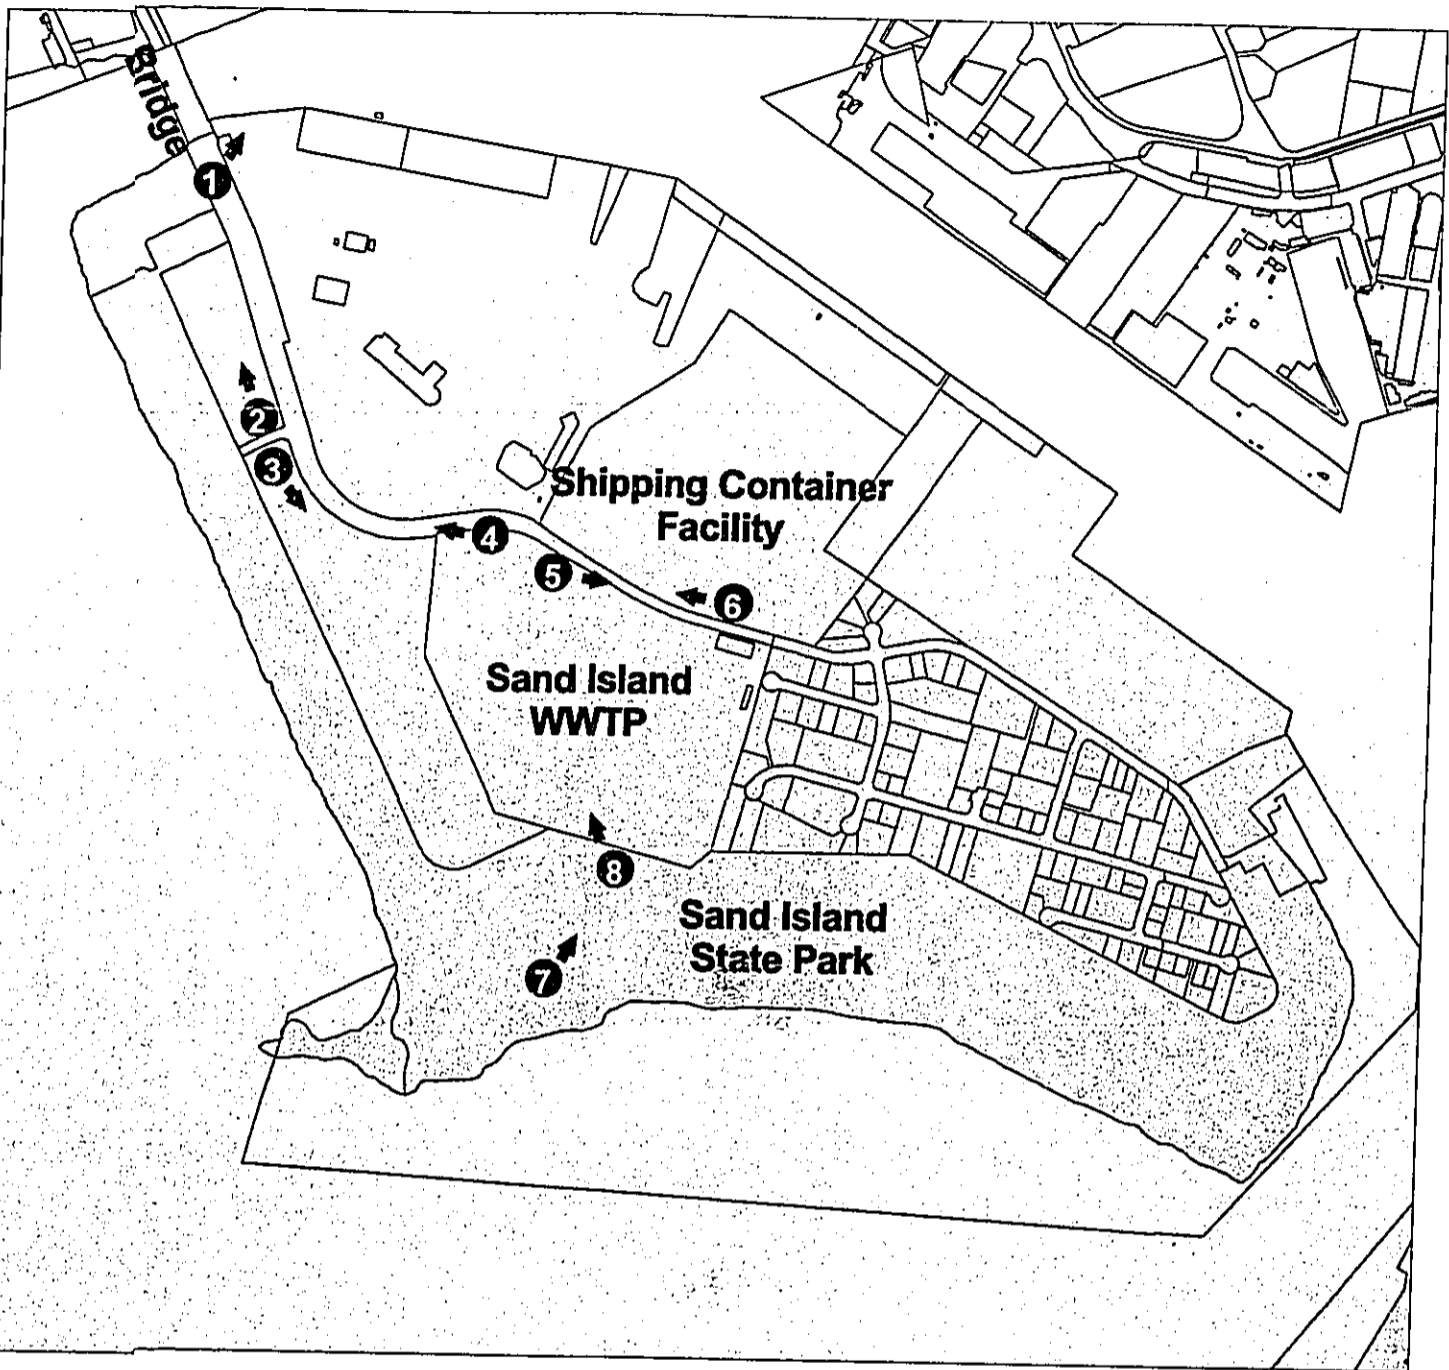 Bridge
1
2
3
Shipping Container
Facility
4
5
6
Sand Island
WWTP
8
Sand Island
State Park
7